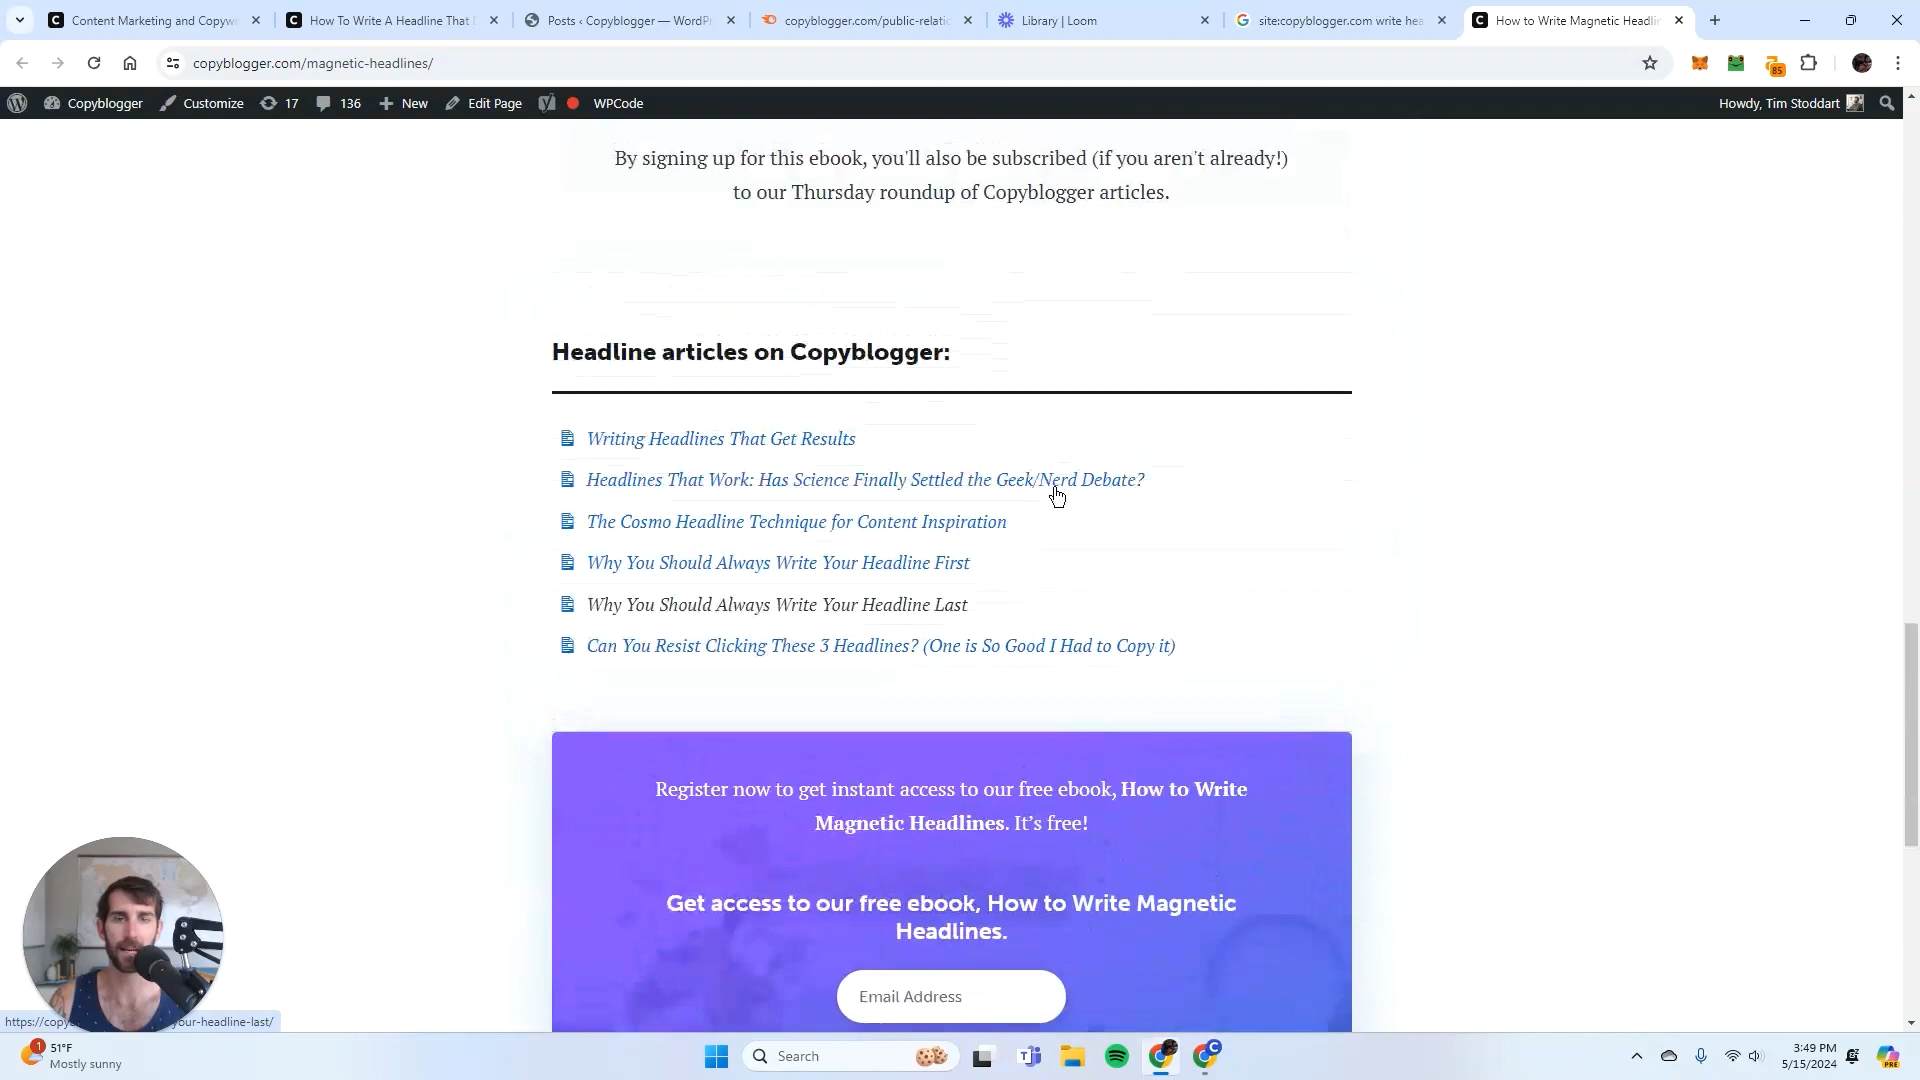 Content Marketing and Copyw
How To Write A Headline That
Posts ‹ Copyblogger — WordPr
copyblogger.com/public-relatic
Library | Loom
site:copyblogger.com write hea
How to Write Magnetic Headlin
copyblogger.com/magnetic-headlines/
85
Copyblogger
Customize
17
136
New
Edit Page
WPCode
Howdy, Tim Stoddart
By signing up for this ebook, you'll also be subscribed (if you aren't already!)
to our Thursday roundup of Copyblogger articles.
Headline articles on Copyblogger:
Writing Headlines That Get Results
Headlines That Work: Has Science Finally Settled the Geek/Nerd Debate?
The Cosmo Headline Technique for Content Inspiration
Why You Should Always Write Your Headline First
Why You Should Always Write Your Headline Last
Can You Resist Clicking These 3 Headlines? (One is So Good I Had to Copy it)
Register now to get instant access to our free ebook, How to Write
Magnetic Headlines. It's free!
Get access to our free ebook, How to Write Magnetic
Headlines.
Email Address
https://copy
our-headline-last/
1
51°F
Mostly sunny
Search
3:49 PM
5/15/2024
PRE